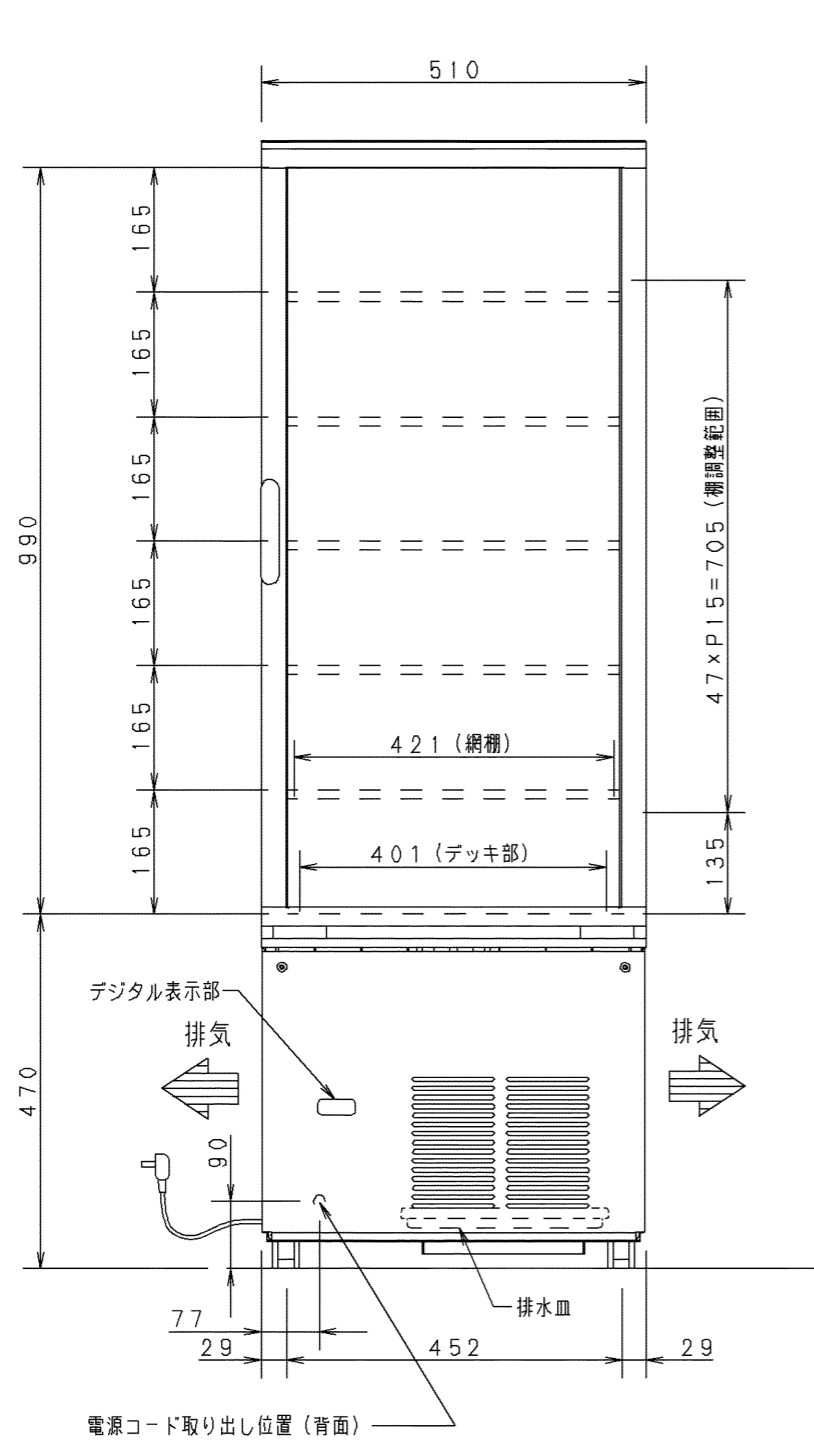 510
990
165
165
165
165
165
165
47×P15=705(棚調整範囲)
421(網棚)
401(デッキ部)
135
デジタル表示部
排気
排気
470
90
排水皿
77
29
452
29
電源コード取り出し位置(背面)